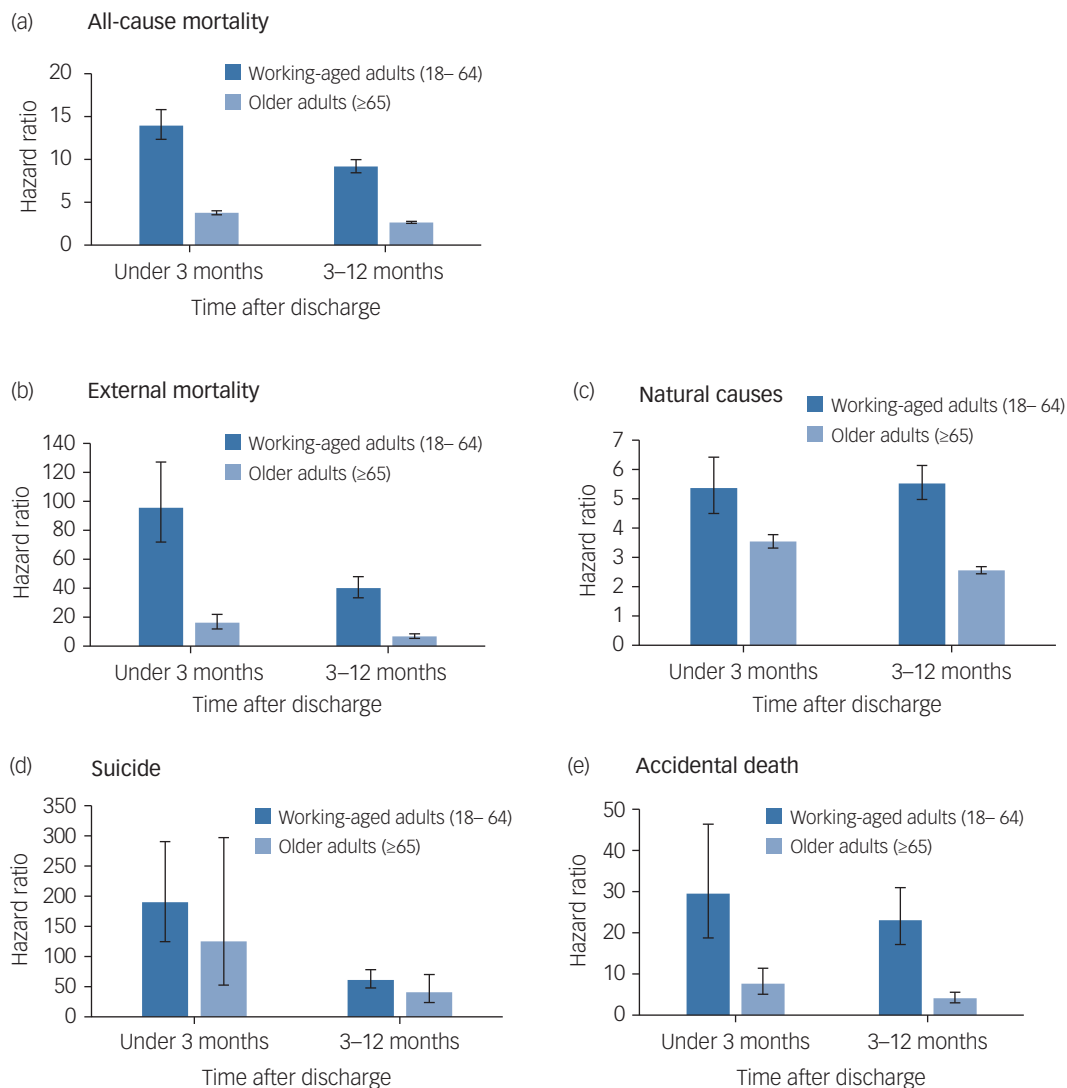 (a) All-cause mortality
Working-aged adults (18– 64)
Older adults (≥65)
Hazard ratio
20
15
10
5
0
Under 3 months 3–12 months
Time after discharge
(b) External mortality
Working-aged adults (18– 64)
Older adults (≥65)
Hazard ratio
140
120
100
80
60
40
20
0
Under 3 months 3–12 months
Time after discharge
(c) Natural causes
Working-aged adults (18– 64)
Older adults (≥65)
Hazard ratio
7
6
5
4
3
2
1
0
Under 3 months 3–12 months
Time after discharge
(d) Suicide
Working-aged adults (18– 64)
Older adults (≥65)
Hazard ratio
350
300
250
200
150
100
50
0
Under 3 months 3–12 months
Time after discharge
(e) Accidental death
Working-aged adults (18– 64)
Older adults (≥65)
Hazard ratio
50
40
30
20
10
0
Under 3 months 3–12 months
Time after discharge